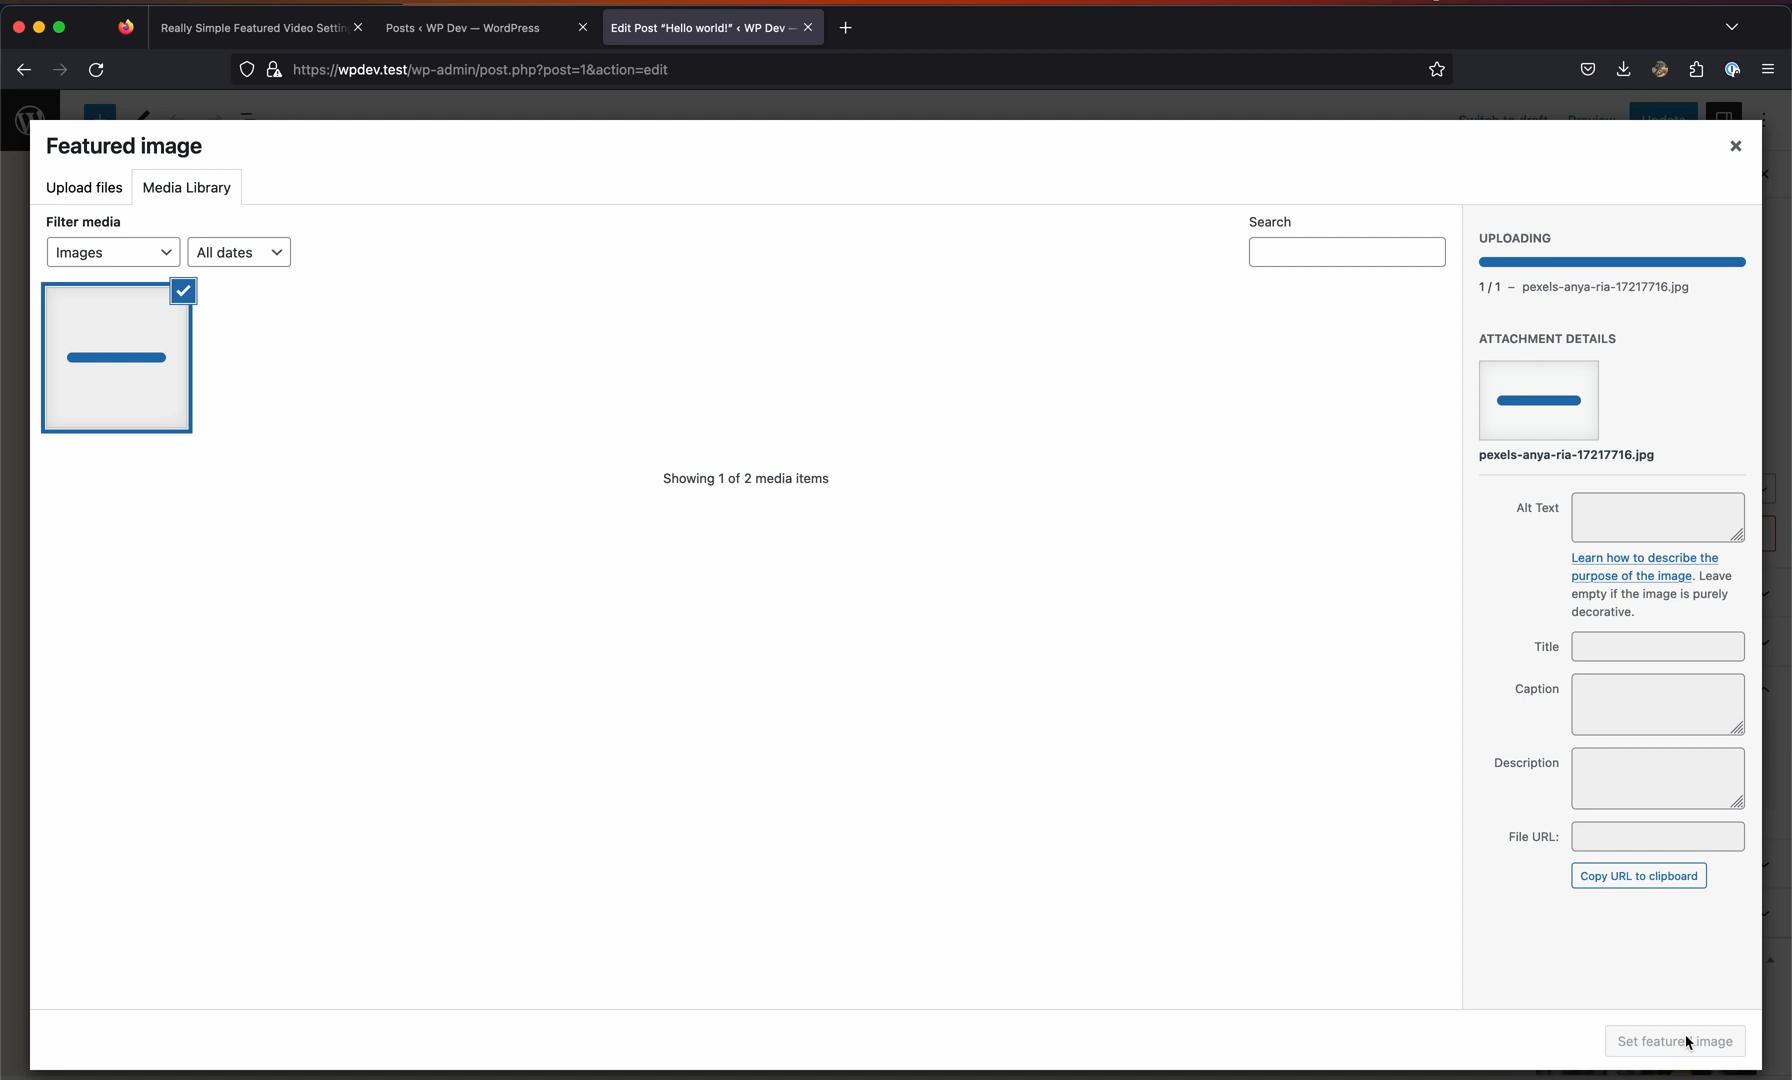 Really Simple Featured Video Settin
Posts ‹ WP Dev — WordPress
Edit Post “Hello world!” ‹ WP Dev —
https://wpdev.test/wp-admin/post.php?post=1&action=edit
Switch to draft Preview Update
Featured image
Upload files
Media Library
Filter media
Images
All dates
Search
Showing 1 of 2 media items
UPLOADING
1 / 1 – pexels-anya-ria-17217716.jpg
ATTACHMENT DETAILS
pexels-anya-ria-17217716.jpg
Alt Text
Learn how to describe the
purpose of the image. Leave
empty if the image is purely
decorative.
Title
Caption
Description
File URL:
Copy URL to clipboard
Set featured image